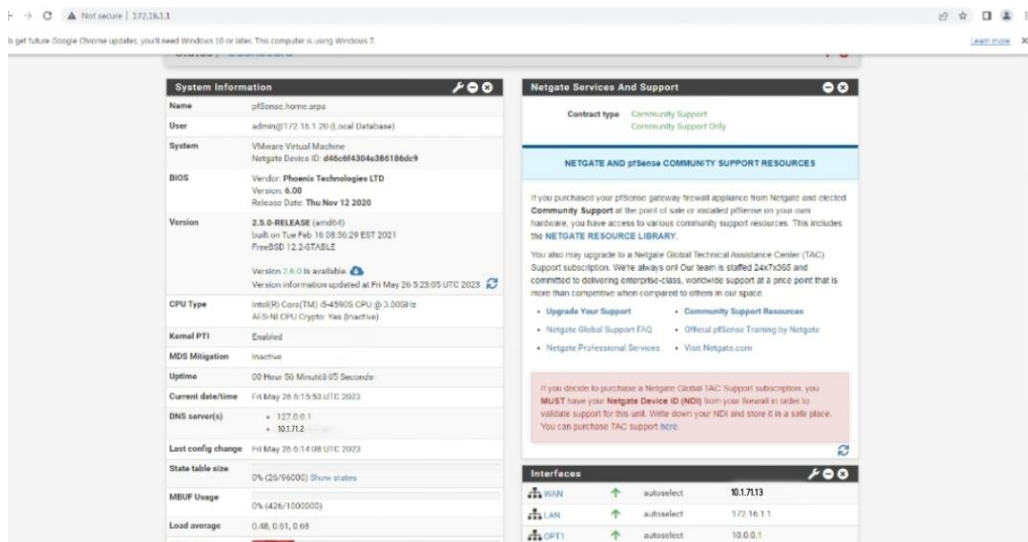 Not secure | 172.16.1.1
To get future Google Chrome updates, you'll need Windows 10 or later. This computer is using Windows 7.
Learn more
System Information
Name pfSense.home.arpa
User admin@172.16.1.20 (Local Database)
System VMware Virtual Machine
Netgate Device ID: d46c6f4304e386186dc9
BIOS Vendor: Phoenix Technologies LTD
Version: 6.00
Release Date: Thu Nov 12 2020
Version 2.5.0-RELEASE (amd64)
built on Tue Feb 16 08:56:29 EST 2021
FreeBSD 12.2-STABLE
Version 2.6.0 is available.
Version information updated at Fri May 26 5:23:05 UTC 2023
CPU Type Intel(R) Core(TM) i5-4590S CPU @ 3.00GHz
AES-NI CPU Crypto: Yes (inactive)
Kernel PTI Enabled
MDS Mitigation Inactive
Uptime 00 Hour 56 Minutes 05 Seconds
Current date/time Fri May 26 6:15:53 UTC 2023
DNS server(s)
• 127.0.0.1
• 10.1.71.2
Last config change Fri May 26 6:14:08 UTC 2023
State table size
0% (26/96000) Show states
MBUF Usage
0% (426/1000000)
Load average 0.48, 0.61, 0.68
Netgate Services And Support
Contract type Community Support
Community Support Only
NETGATE AND pfSense COMMUNITY SUPPORT RESOURCES
If you purchased your pfSense gateway firewall appliance from Netgate and elected
Community Support at the point of sale or installed pfSense on your own
hardware, you have access to various community support resources. This includes
the NETGATE RESOURCE LIBRARY.
You also may upgrade to a Netgate Global Technical Assistance Center (TAC)
Support subscription. We're always on! Our team is staffed 24x7x365 and
committed to delivering enterprise-class, worldwide support at a price point that is
more than competitive when compared to others in our space.
• Upgrade Your Support • Community Support Resources
• Netgate Global Support FAQ • Official pfSense Training by Netgate
• Netgate Professional Services • Visit Netgate.com
If you decide to purchase a Netgate Global TAC Support subscription, you
MUST have your Netgate Device ID (NDI) from your firewall in order to
validate support for this unit. Write down your NDI and store it in a safe place.
You can purchase TAC support here.
Interfaces
WAN autoselect 10.1.71.13
LAN autoselect 172.16.1.1
OPT1 autoselect 10.0.0.1